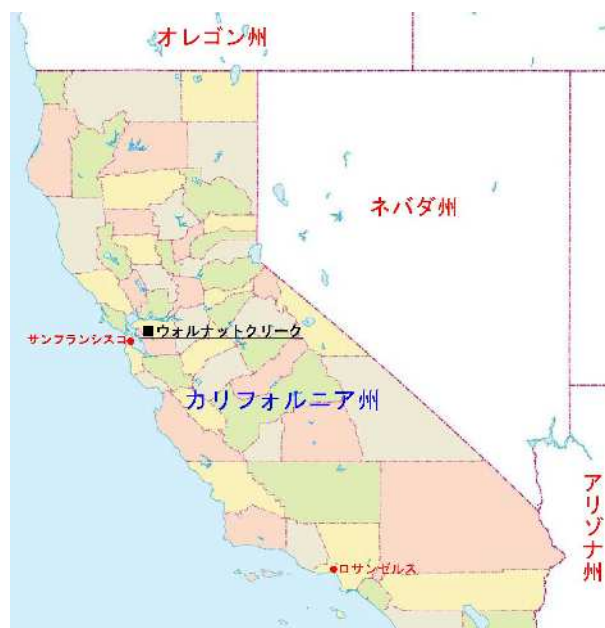 オレゴン州
ネバダ州
■ウォルナットクリーク
サンフランシスコ
カリフォルニア州
アリゾナ州
ロサンゼルス